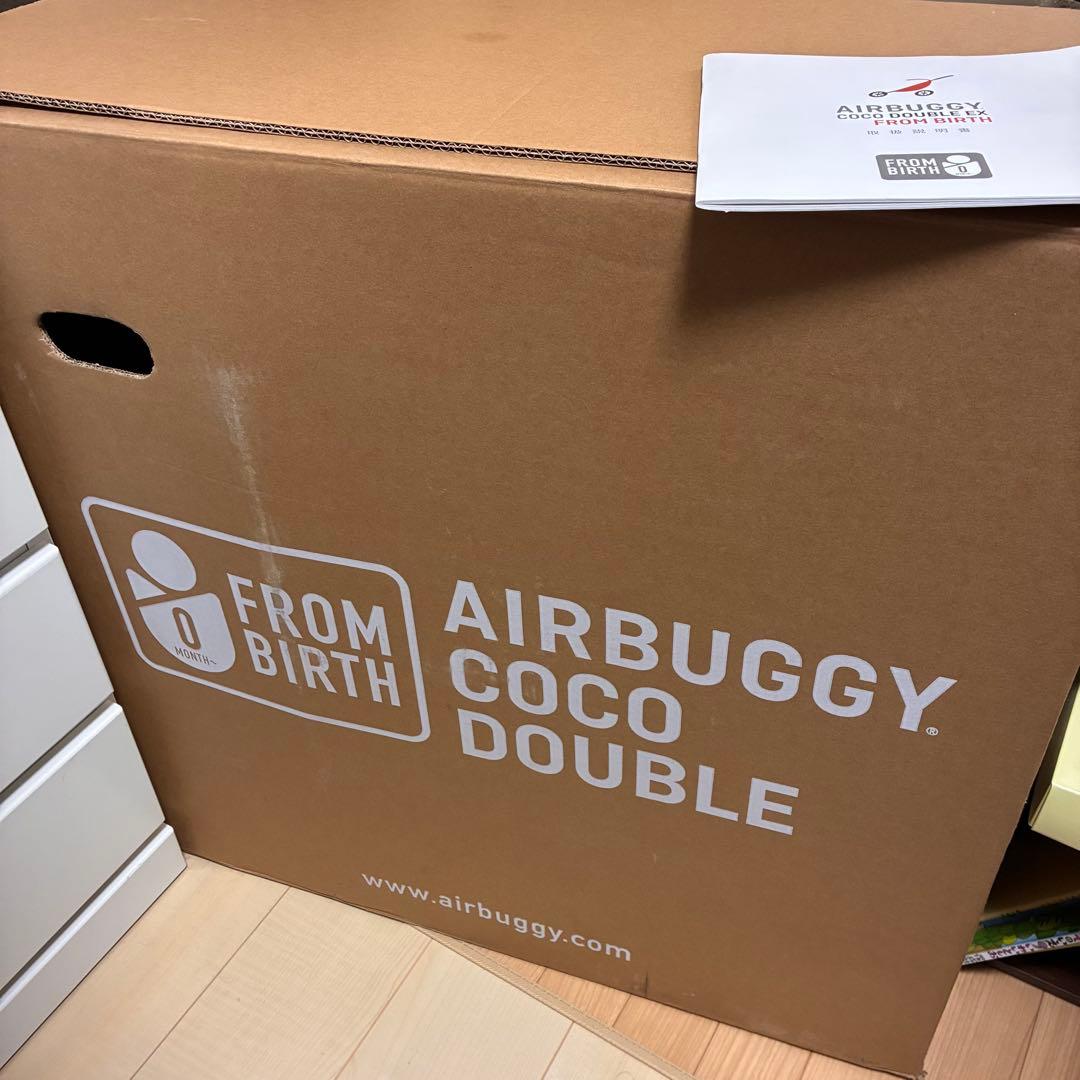 AIRBUGGY
COCO DOUBLE EX
FROM BIRTH
取扱説明書
FROM
BIRTH
0
0
MONTH~
FROM
BIRTH
AIRBUGGY®
COCO
DOUBLE
www.airbuggy.com